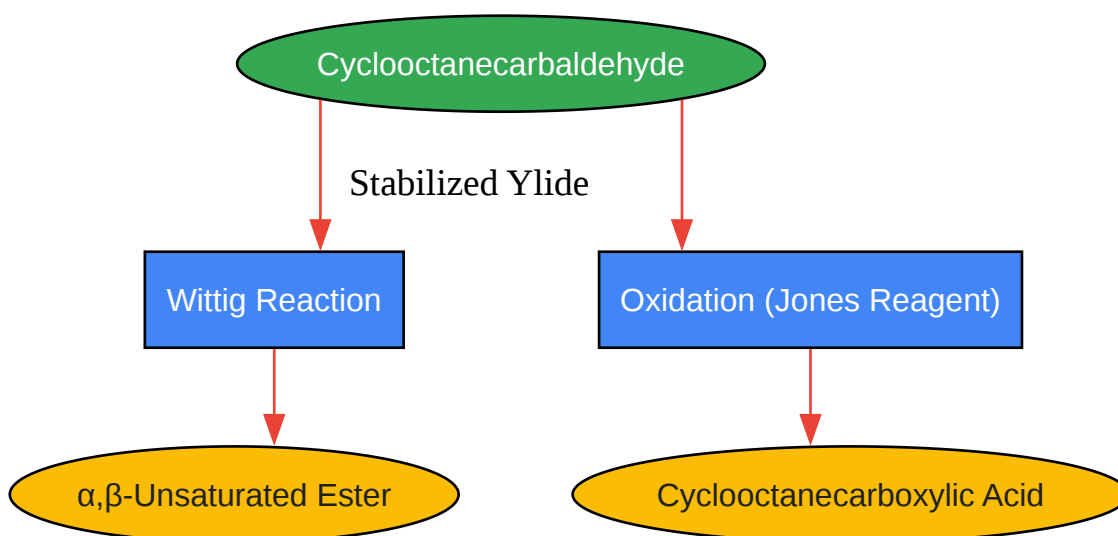 Cyclooctanecarbaldehyde
Stabilized Ylide
Wittig Reaction
Oxidation (Jones Reagent)
α,β-Unsaturated Ester
Cyclooctanecarboxylic Acid